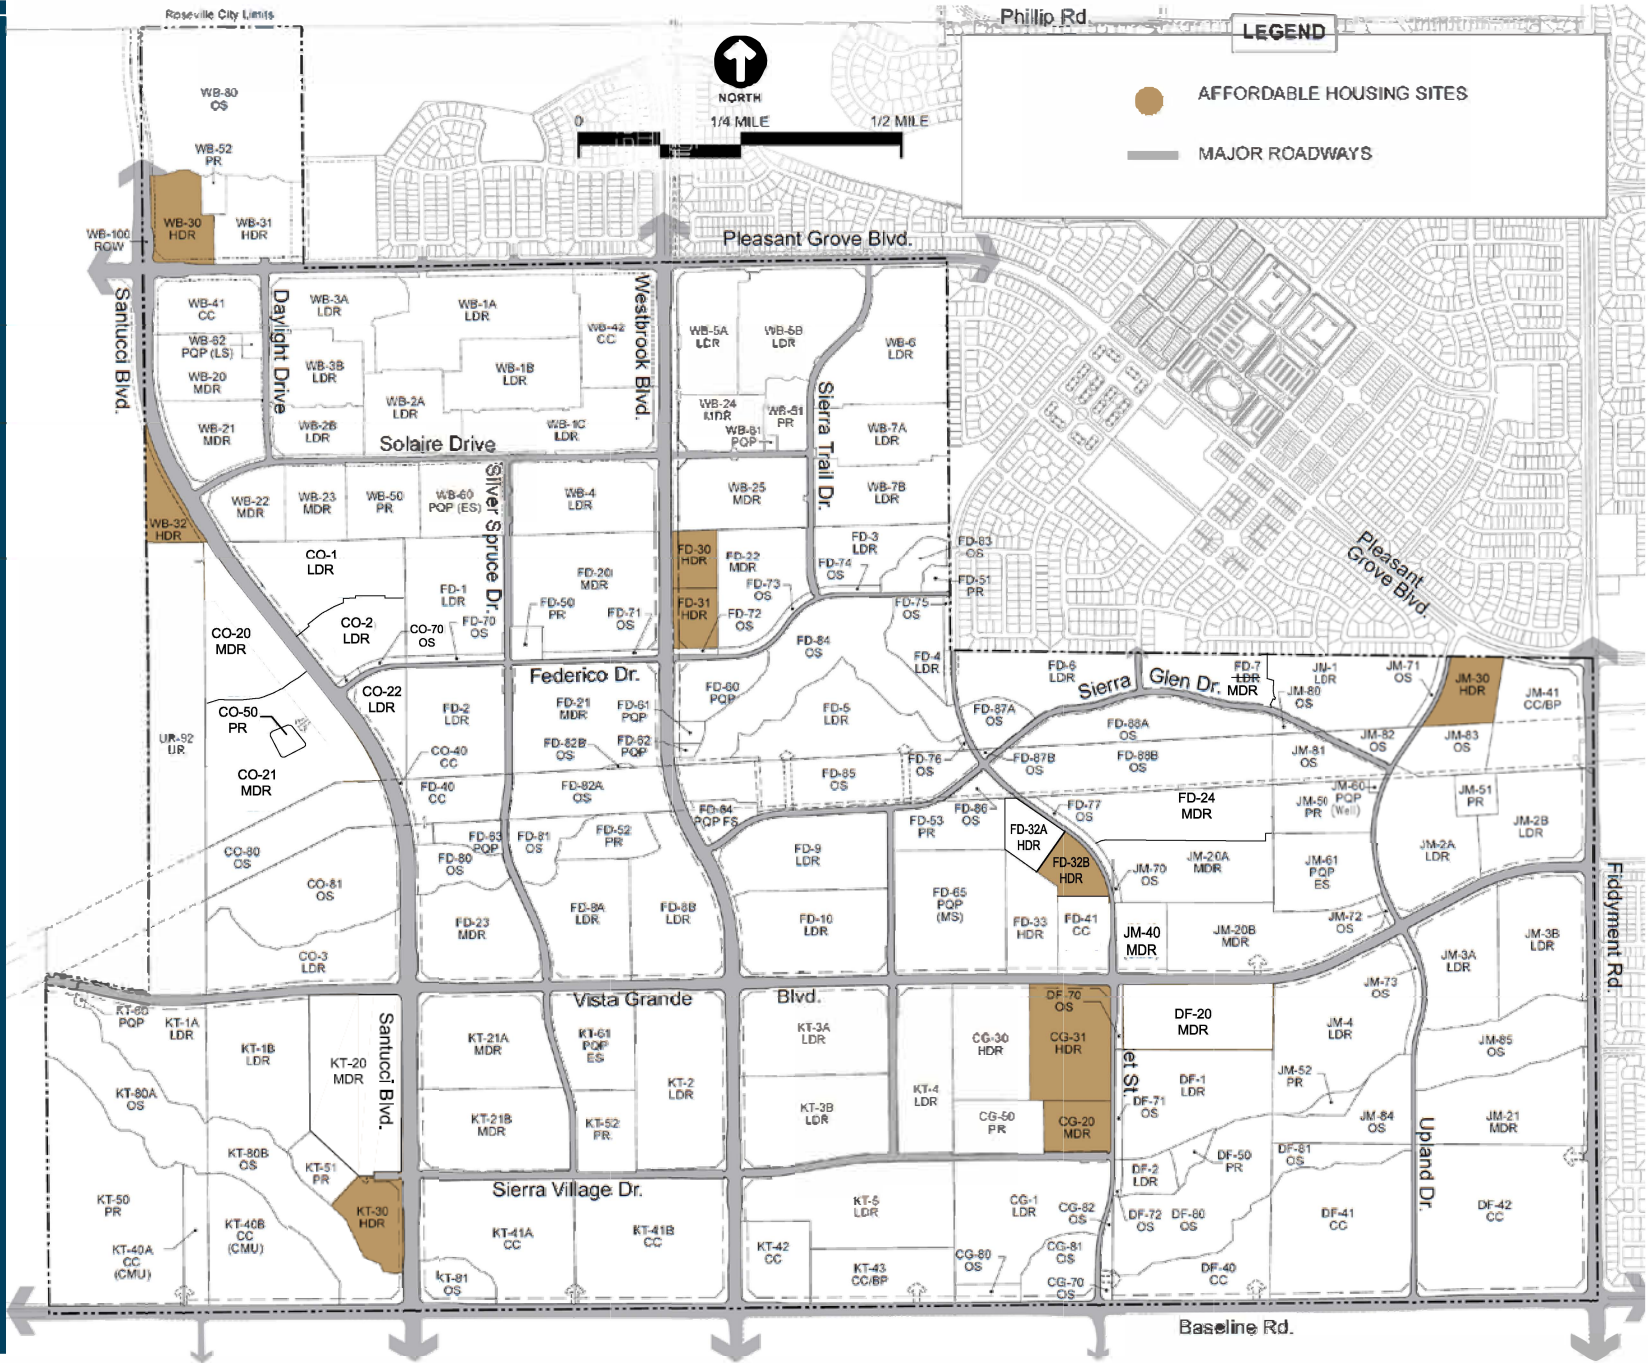 Roseville City Limits
Phillip Rd.
LEGEND
AFFORDABLE HOUSING SITES
MAJOR ROADWAYS
NORTH
0
1/4 MILE
1/2 MILE
WB-80
OS
WB-52
PR
WB-30
HDR
WB-31
HDR
WB-100
ROW
Pleasant Grove Blvd.
Santucci Blvd.
Daylight Drive
Westbrook Blvd.
WB-41
CC
WB-62
PQP (LS)
WB-20
MDR
WB-21
MDR
WB-3A
LDR
WB-3B
LDR
WB-2B
LDR
WB-2A
LDR
WB-1A
LDR
WB-1B
LDR
WB-1C
LDR
WB-42
CC
WB-5A
LDR
WB-5B
LDR
WB-6
LDR
WB-24
MDR
WB-51
PR
WB-61
PQP
WB-7A
LDR
WB-7B
LDR
Sierra Trail Dr.
Solaire Drive
Silver Spruce Dr.
WB-22
MDR
WB-23
MDR
WB-50
PR
WB-60
PQP (ES)
WB-4
LDR
WB-25
MDR
WB-32
HDR
CO-1
LDR
CO-2
LDR
CO-70
OS
FD-1
LDR
FD-70
OS
FD-20
MDR
FD-50
PR
FD-71
OS
FD-30
HDR
FD-31
HDR
FD-22
MDR
FD-73
OS
FD-72
OS
FD-3
LDR
FD-74
OS
FD-83
OS
FD-51
PR
FD-75
OS
FD-84
OS
FD-4
LDR
Pleasant
Grove Blvd.
CO-20
MDR
CO-22
LDR
CO-50
PR
CO-21
MDR
UR-92
UR
Federico Dr.
FD-2
LDR
FD-21
MDR
FD-82B
OS
FD-61
PQP
FD-62
PQP
FD-60
PQP
FD-5
LDR
CO-40
CC
FD-40
CC
FD-82A
OS
FD-85
OS
FD-76
OS
FD-87A
OS
FD-87B
OS
FD-88A
OS
FD-88B
OS
FD-6
LDR
Sierra Glen Dr.
FD-7
LDR
MDR
JM-1
LDR
JM-80
OS
JM-71
OS
JM-30
HDR
JM-41
CC/BP
JM-82
OS
JM-83
OS
JM-81
OS
JM-60
PQP
(Well)
JM-50
PR
JM-51
PR
JM-2B
LDR
JM-2A
LDR
FD-64
PQP FS
FD-63
PQP
FD-81
OS
FD-52
PR
FD-80
OS
FD-9
LDR
FD-53
PR
FD-86
OS
FD-77
OS
FD-24
MDR
FD-32A
HDR
FD-32B
HDR
JM-70
OS
JM-20A
MDR
JM-61
PQP
ES
CO-80
OS
CO-81
OS
CO-3
LDR
FD-23
MDR
FD-8A
LDR
FD-8B
LDR
FD-10
LDR
FD-65
PQP
(MS)
FD-33
HDR
FD-41
CC
JM-40
MDR
JM-20B
MDR
JM-72
OS
JM-3A
LDR
JM-3B
LDR
JM-73
OS
Fiddyment Rd.
Vista Grande Blvd.
KT-60
PQP
KT-1A
LDR
KT-1B
LDR
KT-20
MDR
Santucci Blvd.
KT-21A
MDR
KT-61
PQP
ES
KT-2
LDR
KT-3A
LDR
KT-4
LDR
CG-30
HDR
DF-70
OS
CG-31
HDR
DF-20
MDR
JM-4
LDR
JM-85
OS
KT-80A
OS
KT-21B
MDR
KT-52
PR
KT-3B
LDR
CG-50
PR
CG-20
MDR
et St.
DF-1
LDR
DF-71
OS
JM-52
PR
JM-84
OS
JM-21
MDR
Upland Dr.
KT-80B
OS
KT-51
PR
KT-30
HDR
Sierra Village Dr.
DF-2
LDR
DF-50
PR
DF-81
OS
KT-50
PR
KT-40A
CC
(CMU)
KT-40B
CC
(CMU)
KT-41A
CC
KT-41B
CC
KT-81
OS
KT-5
LDR
KT-42
CC
KT-43
CC/BP
CG-1
LDR
CG-82
OS
CG-81
OS
CG-80
OS
CG-70
OS
DF-72
OS
DF-80
OS
DF-40
CC
DF-41
CC
DF-42
CC
Baseline Rd.